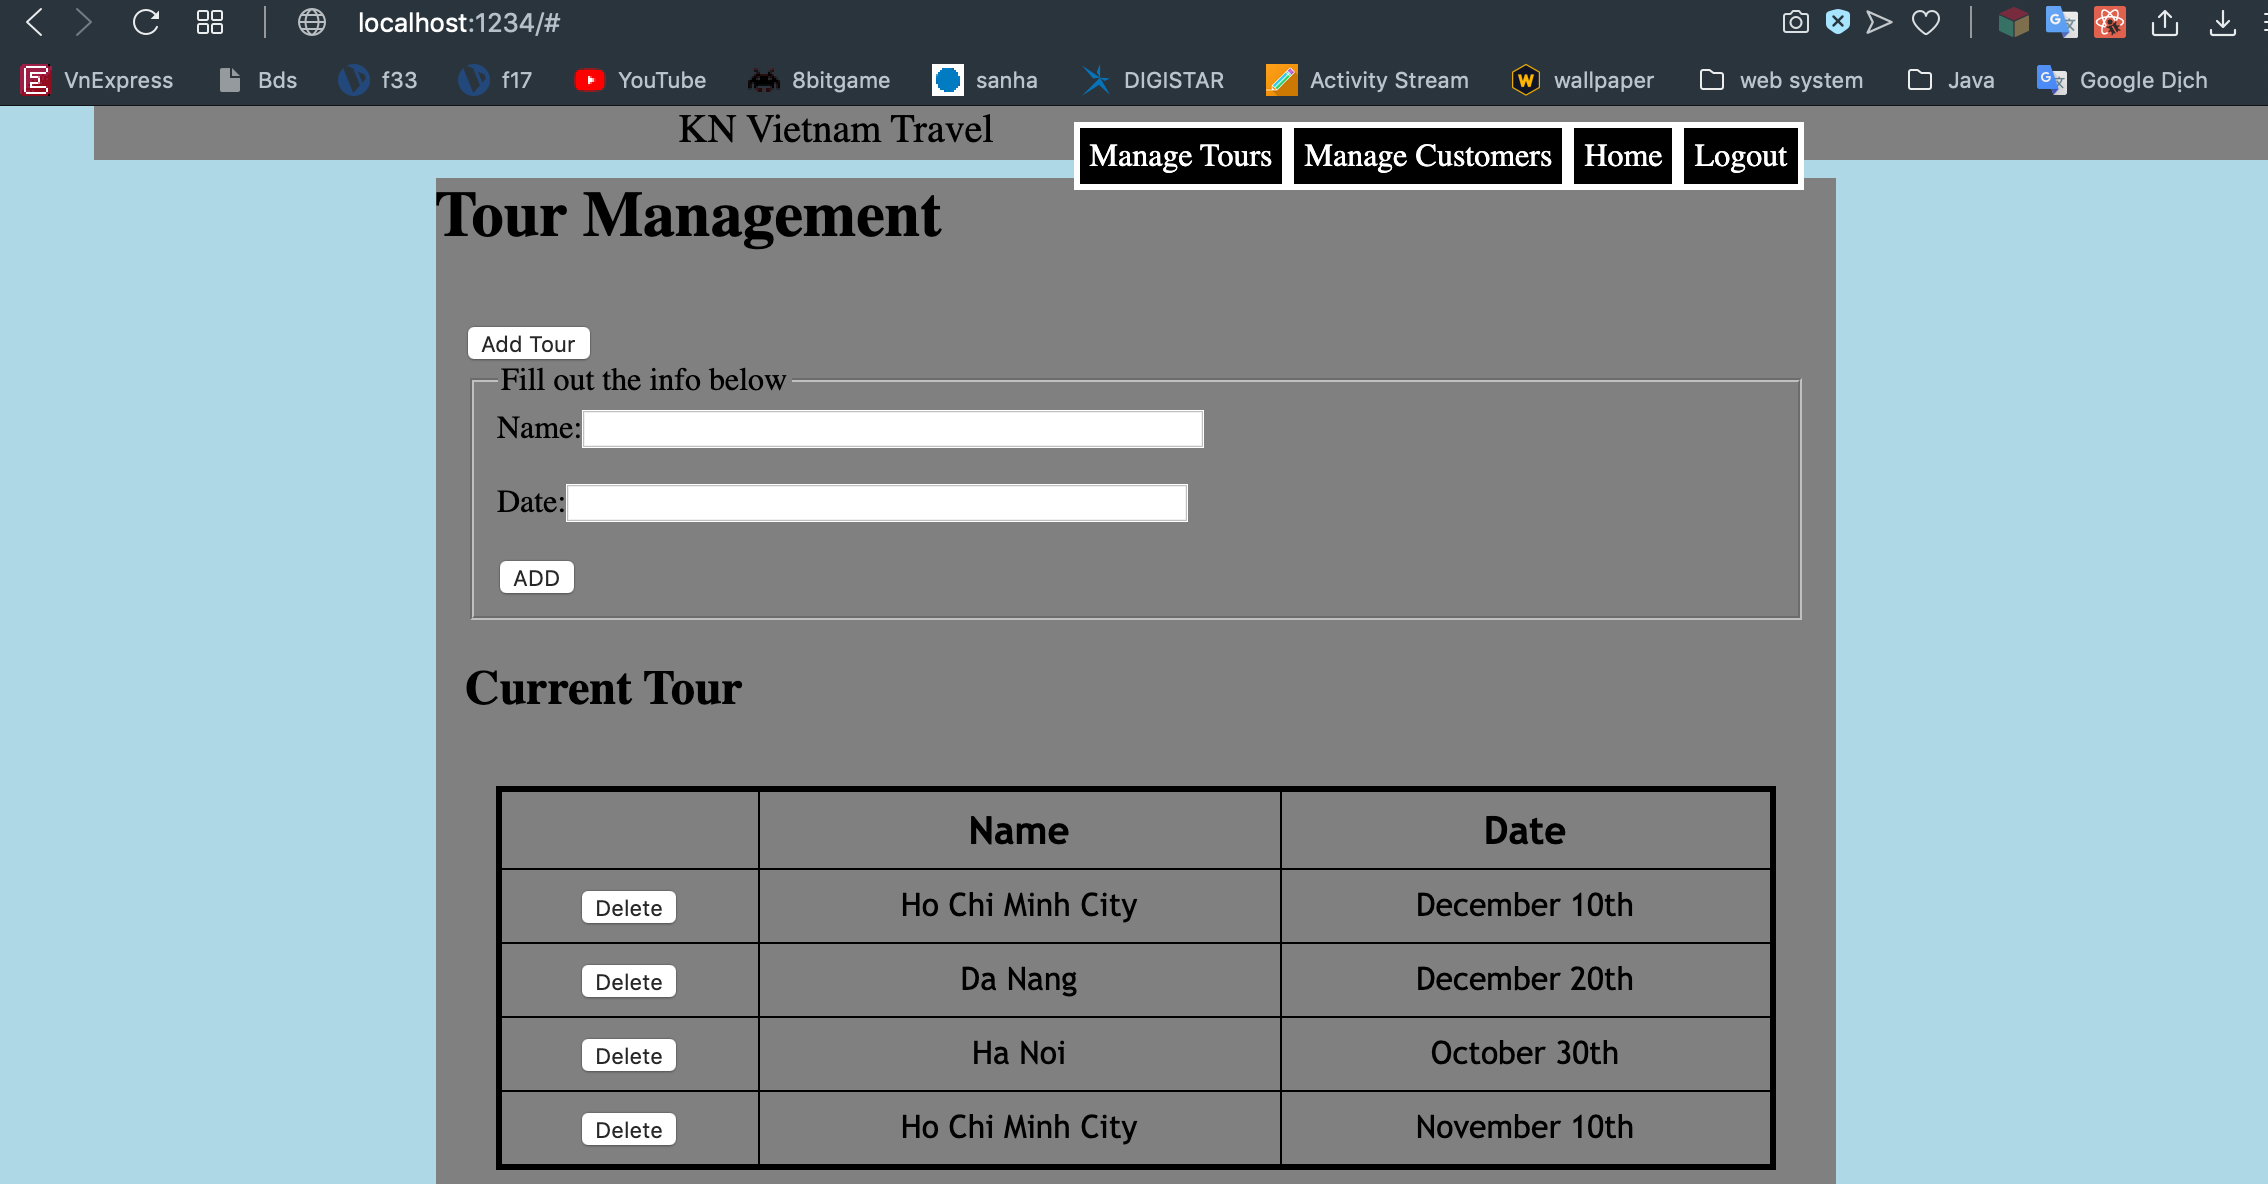 localhost:1234/#
VnExpress Bds f33 f17 YouTube 8bitgame sanha DIGISTAR Activity Stream wallpaper web system Java Google Dịch
KN Vietnam Travel
Manage Tours Manage Customers Home Logout
Tour Management
Add Tour
Fill out the info below
Name:
Date:
ADD
Current Tour
Name Date
Delete Ho Chi Minh City December 10th
Delete Da Nang December 20th
Delete Ha Noi October 30th
Delete Ho Chi Minh City November 10th